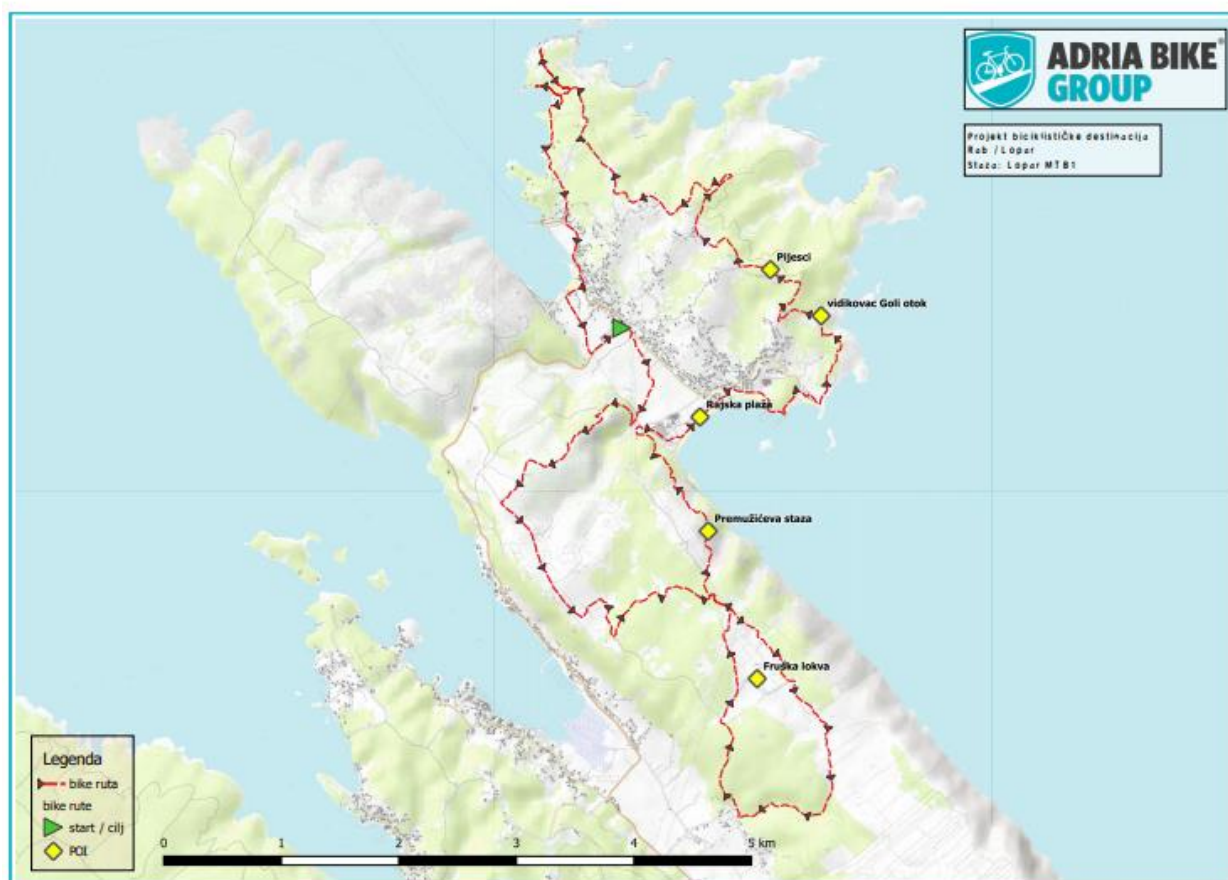 ADRIA BIKE®
GROUP
Projekt biciklističke destinacija
Rab / Lopar
Staza: Lopar MTB1
Pijesci
vidikovac Goli otok
Rajska plaža
Premužićeva staza
Fruška lokva
Legenda
bike ruta
bike rute
start / cilj
POI
0 1 2 3 4 5 km